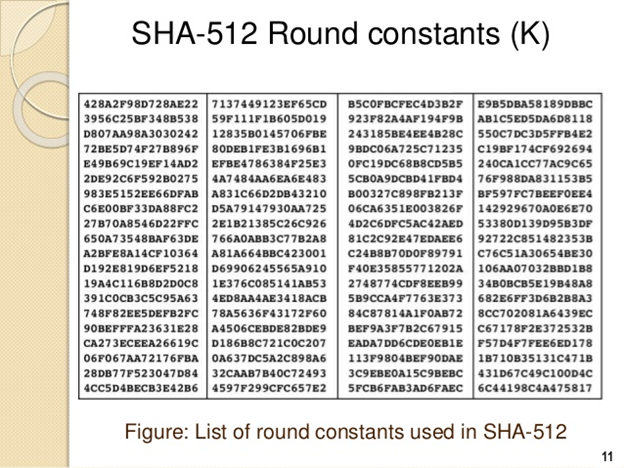 SHA-512 Round constants (K)
428A2F98D728AE22 7137449123EF65CD B5C0FBCFEC4D3B2F E9B5DBA58189DBBC
3956C25BF348B538 59F111F1B605D019 923F82A4AF194F9B AB1C5ED5DA6D8118
D807AA98A3030242 12835B0145706FBE 243185BE4EE4B28C 550C7DC3D5FFB4E2
72BE5D74F27B896F 80DEB1FE3B1696B1 9BDC06A725C71235 C19BF174CF692694
E49B69C19EF14AD2 EFBE4786384F25E3 0FC19DC68B8CD5B5 240CA1CC77AC9C65
2DE92C6F592B0275 4A7484AA6EA6E483 5CB0A9DCBD41FBD4 76F988DA831153B5
983E5152EE66DFAB A831C66D2DB43210 B00327C898FB213F BF597FC7BEEF0EE4
C6E00BF33DA88FC2 D5A79147930AA725 06CA6351E003826F 142929670A0E6E70
27B70A8546D22FFC 2E1B21385C26C926 4D2C6DFC5AC42AED 53380D139D95B3DF
650A73548BAF63DE 766A0ABB3C77B2A8 81C2C92E47EDAEE6 92722C851482353B
A2BFE8A14CF10364 A81A664BBC423001 C24B8B70D0F89791 C76C51A30654BE30
D192E819D6EF5218 D69906245565A910 F40E35855771202A 106AA07032BBD1B8
19A4C116B8D2D0C8 1E376C085141AB53 2748774CDF8EEB99 34B0BCB5E19B48A8
391C0CB3C5C95A63 4ED8AA4AE3418ACB 5B9CCA4F7763E373 682E6FF3D6B2B8A3
748F82EE5DEFB2FC 78A5636F43172F60 84C87814A1F0AB72 8CC702081A6439EC
90BEFFFA23631E28 A4506CEBDE82BDE9 BEF9A3F7B2C67915 C67178F2E372532B
CA273ECEEA26619C D186B8C721C0C207 EADA7DD6CDE0EB1E F57D4F7FEE6ED178
06F067AA72176FBA 0A637DC5A2C898A6 113F9804BEF90DAE 1B710B35131C471B
28DB77F523047D84 32CAAB7B40C72493 3C9EBE0A15C9BEBC 431D67C49C100D4C
4CC5D4BECB3E42B6 4597F299CFC657E2 5FCB6FAB3AD6FAEC 6C44198C4A475817
Figure: List of round constants used in SHA-512
11